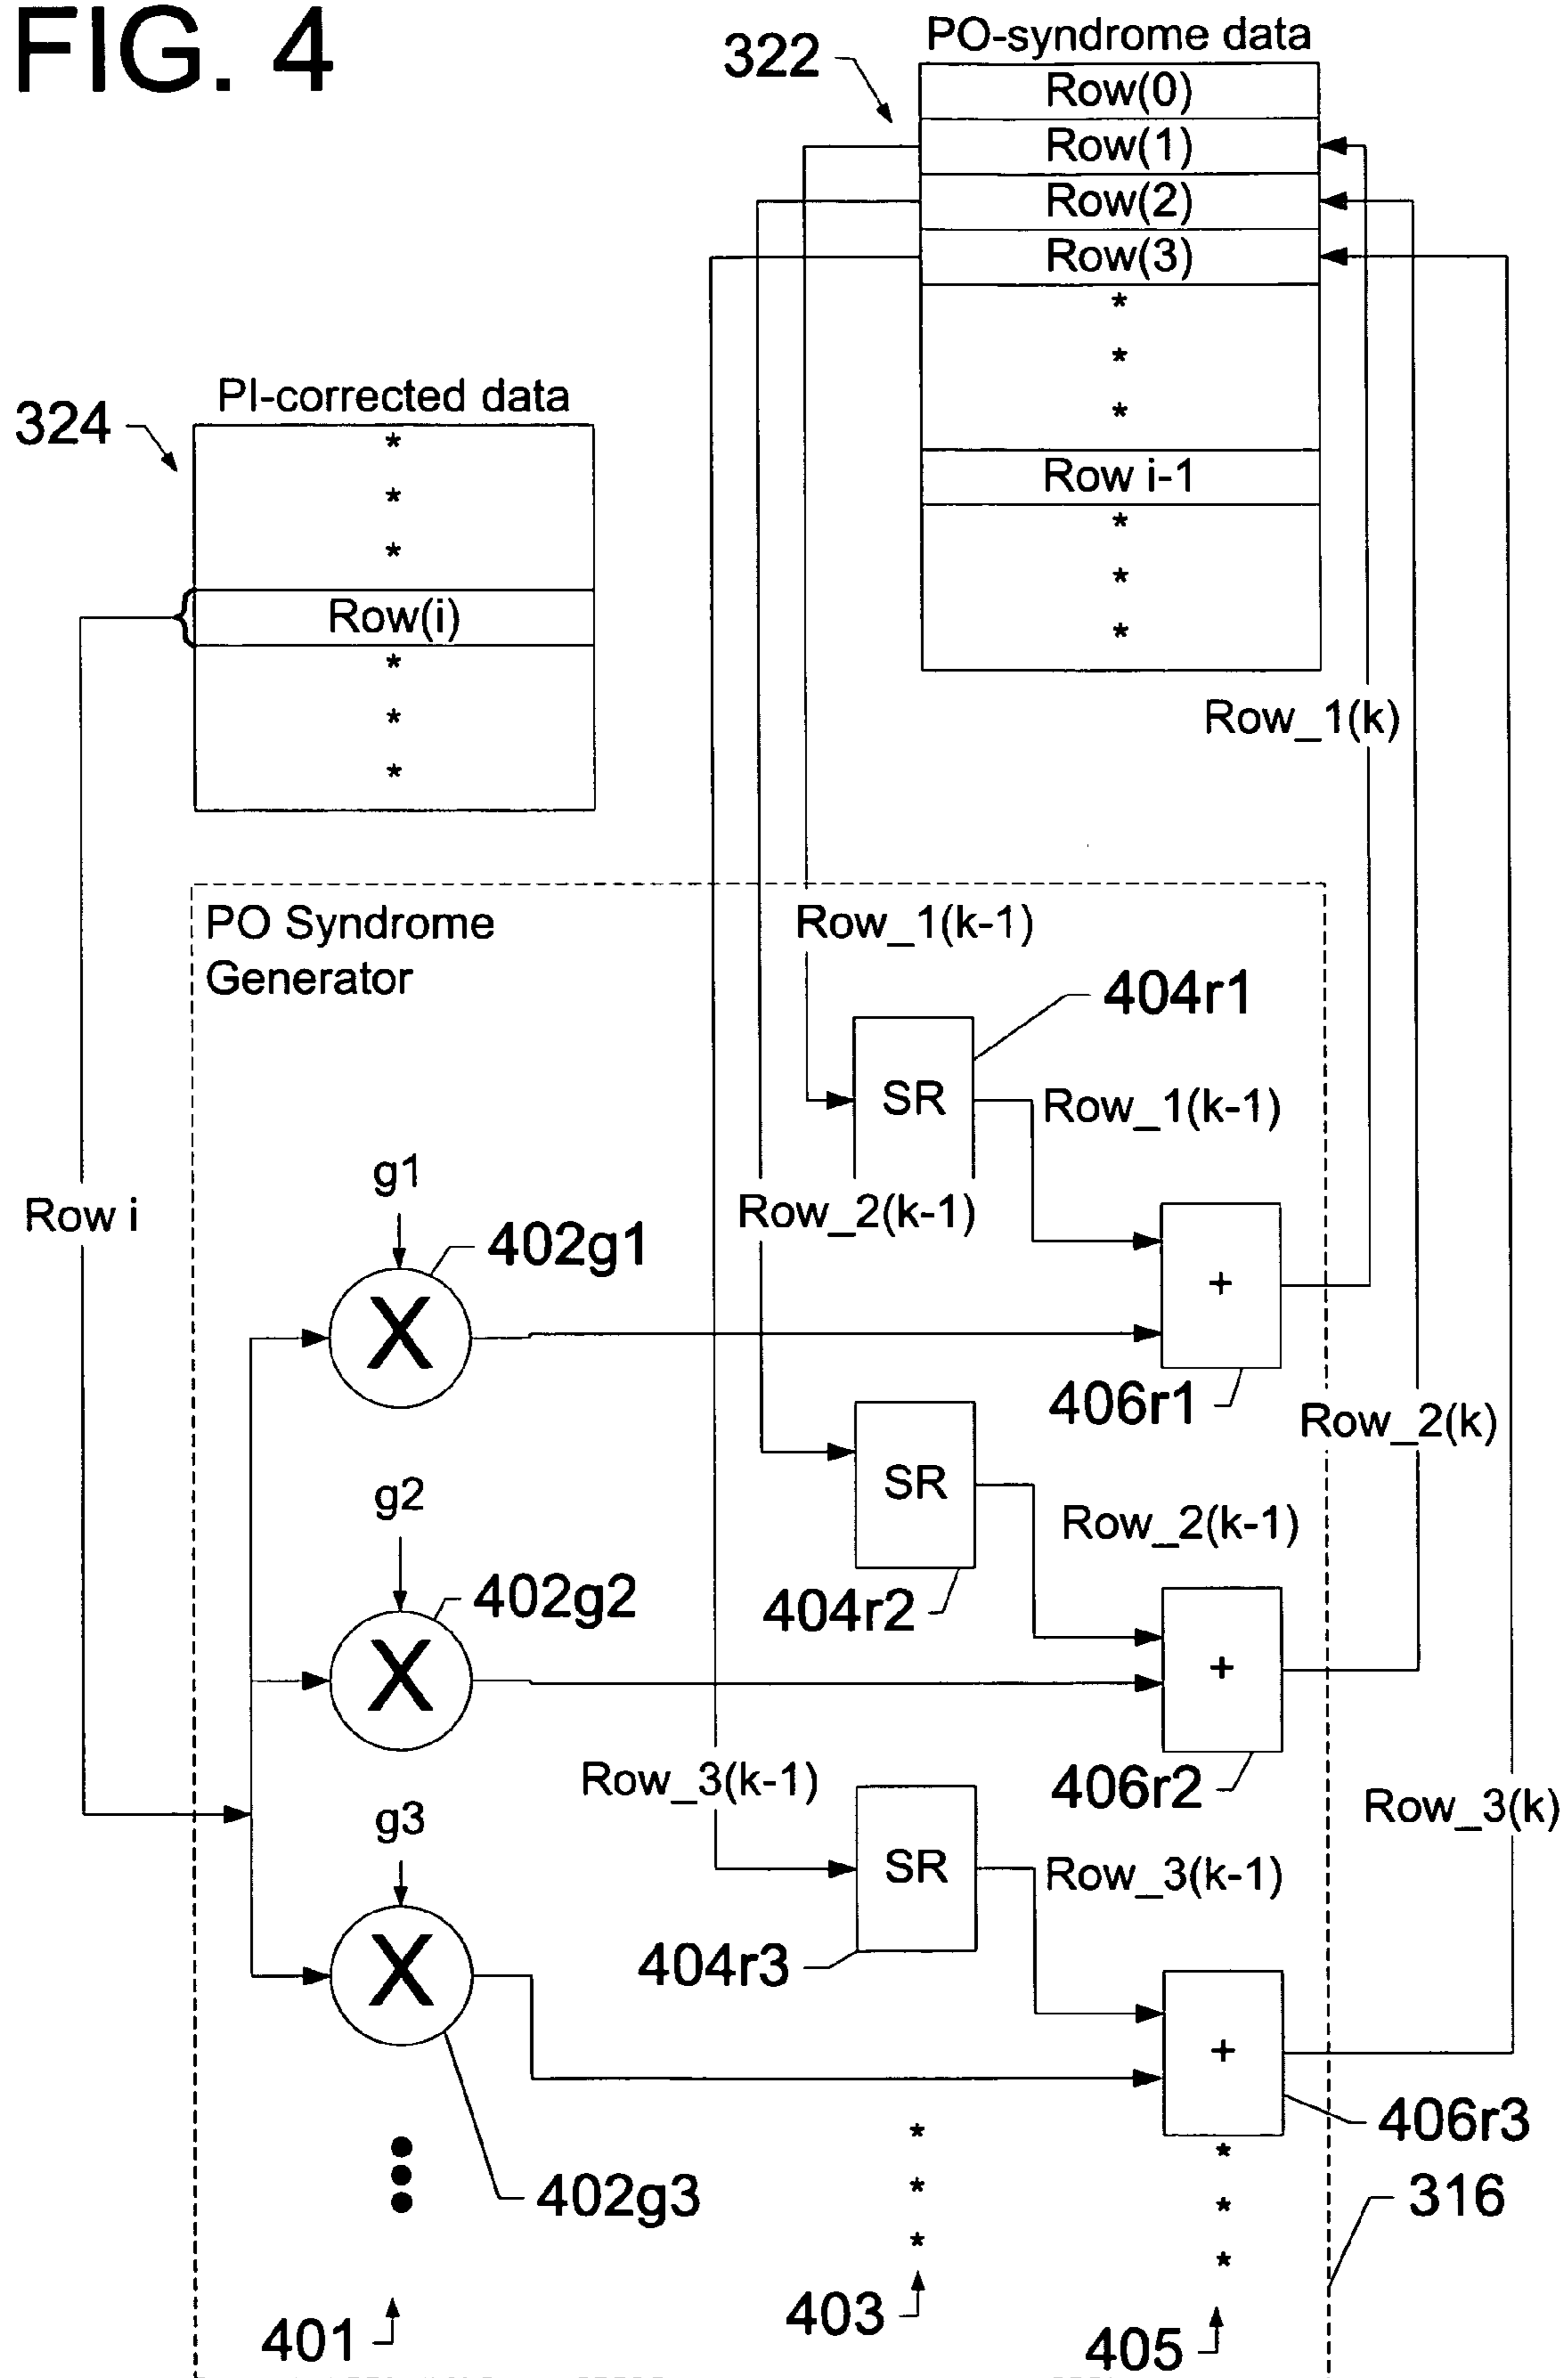 FIG. 4
322
PO-syndrome data
Row(0)
Row(1)
Row(2)
Row(3)
*
*
*
Row i-1
*
*
*
324
PI-corrected data
*
*
*
Row(i)
*
*
*
Row_1(k)
PO Syndrome
Generator
Row_1(k-1)
404r1
SR
Row_1(k-1)
g1
Row i
Row_2(k-1)
402g1
X
+
406r1
Row_2(k)
SR
g2
Row_2(k-1)
402g2
404r2
X
+
Row_3(k-1)
406r2
Row_3(k)
g3
SR
Row_3(k-1)
X
404r3
+
406r3
*
*
*
*
*
*
402g3
316
401
403
405